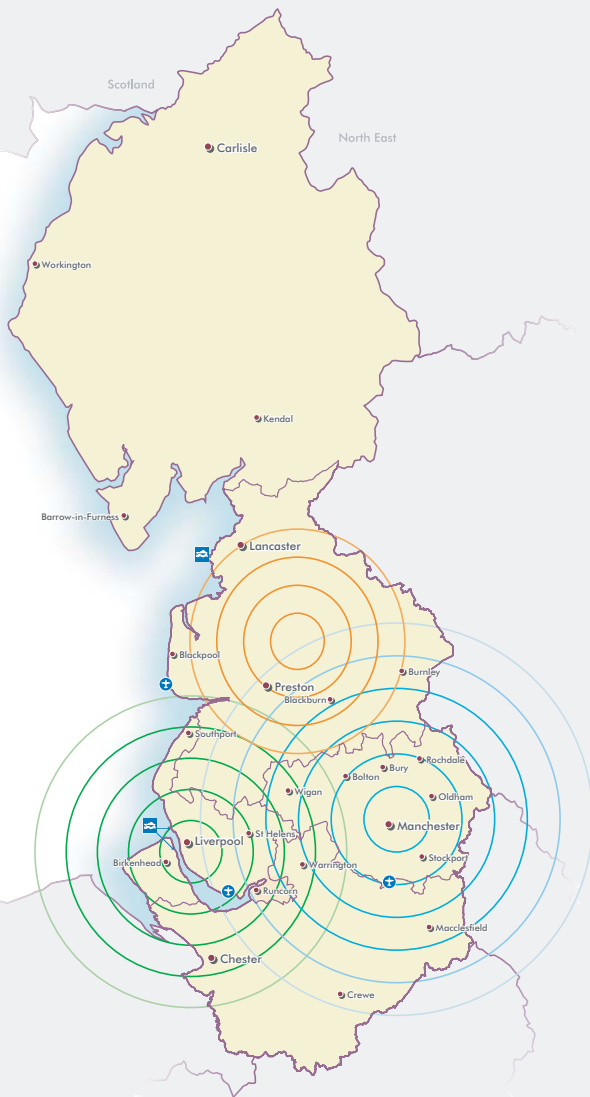 Scotland
North East
Carlisle
Workington
Kendal
Barrow-in-Furness
Lancaster
Blackpool
Burnley
Preston
Blackburn
Southport
Rochdale
Bury
Bolton
Wigan
Oldham
Manchester
St Helens
Liverpool
Stockport
Birkenhead
Warrington
Runcorn
Macclesfield
Chester
Crewe